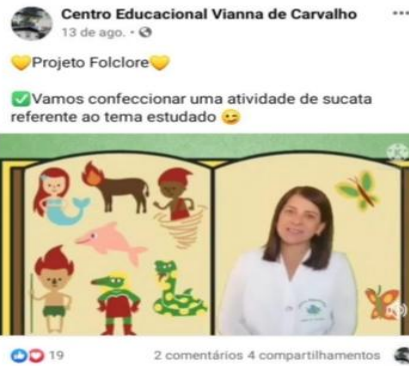 Centro Educacional Vianna de Carvalho
13 de ago.
💛Projeto Folclore💛
✅Vamos confeccionar uma atividade de sucata
referente ao tema estudado 😉
19
2 comentários 4 compartilhamentos